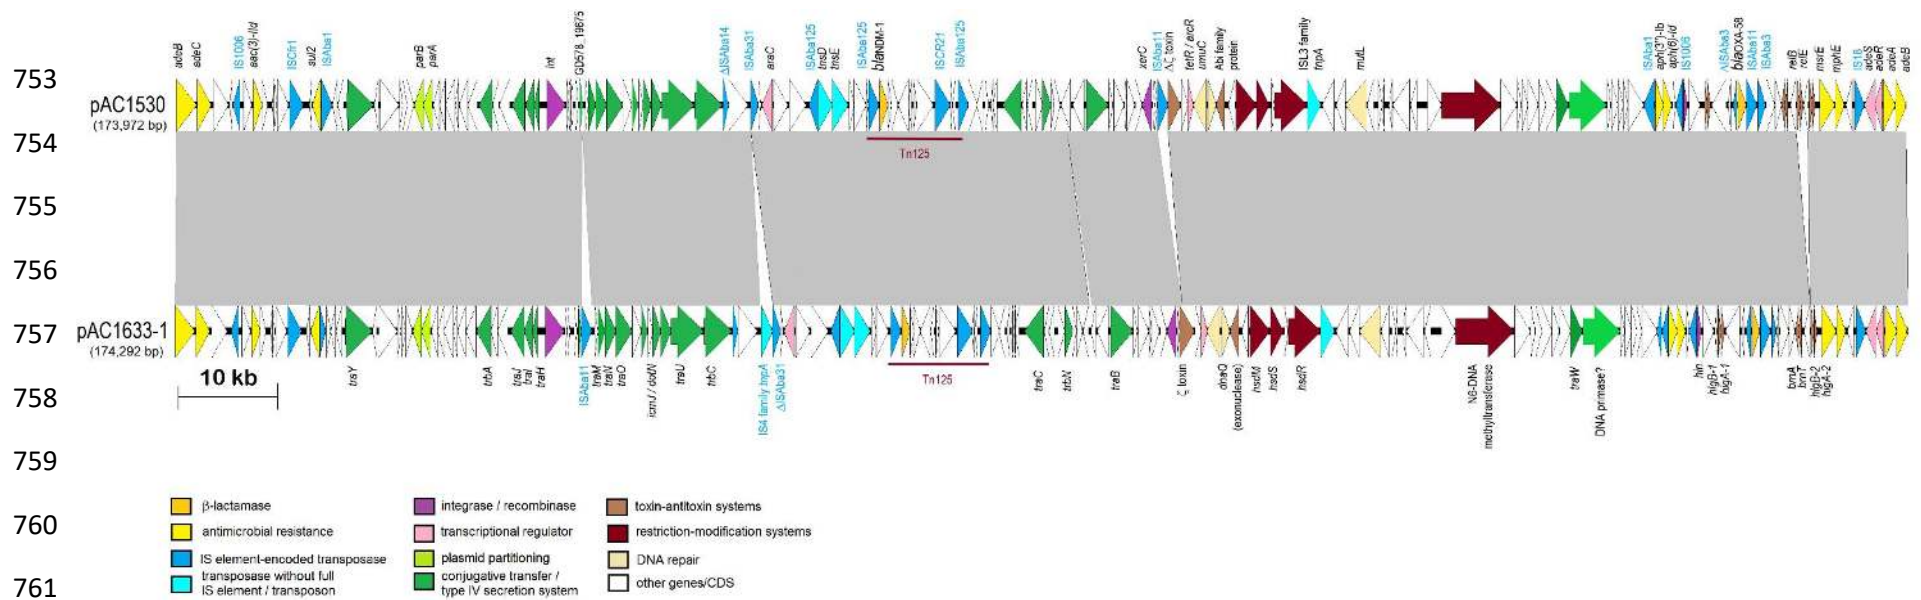 adeB adeC IS1006 aac(3)-IId ISCfr1 sul2 ISAba1 parB parA int GD578_19675 ΔISAba14 ISAba31 araC ISAba125 tnsD tnsE ISAba125 blaNDM-1 ISCR21 ISAba125 xerC ISAba11 Δζ toxin tetR / arcR umuC Abi family protein ISL3 family tnpA mutL ISAba1 aph(3")-Ib aph(6)-Id IS1006 ΔISAba3 blaOXA-58 ISAba11 ISAba3 relB relE msrE mphE IS18 adeS adeR adeA adeB
753
pAC1530
(173,972 bp)
754
Tn125
755
756
757
pAC1633-1
(174,292 bp)
Tn125
10 kb
traY trbA traJ traI traH ISAba11 traM traN traO icmJ / dotN traU trbC IS4 family tnpA ΔISAba31 traC trbN traB ζ toxin dnaQ (exonuclease) hsdM hsdS hsdR N6-DNA methyltransferase traW DNA primase? hin higB-1 higA-1 brnA brnT higB-2 higA-2
758
759
β-lactamase integrase / recombinase toxin-antitoxin systems
760
antimicrobial resistance transcriptional regulator restriction-modification systems
IS element-encoded transposase plasmid partitioning DNA repair
transposase without full conjugative transfer / other genes/CDS
761
IS element / transposon type IV secretion system